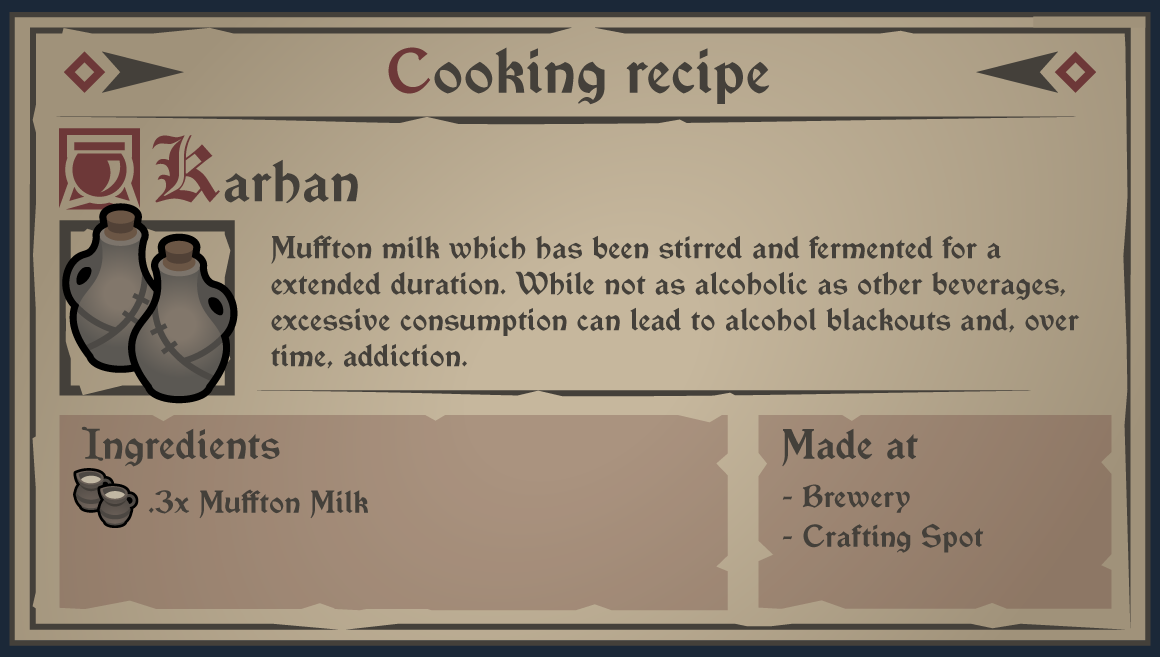 Cooking recipe
Karhan
Muffton milk which has been stirred and fermented for a
extended duration. While not as alcoholic as other beverages,
excessive consumption can lead to alcohol blackouts and, over
time, addiction.
Ingredients
.3x Muffton Milk
Made at
- Brewery
- Crafting Spot